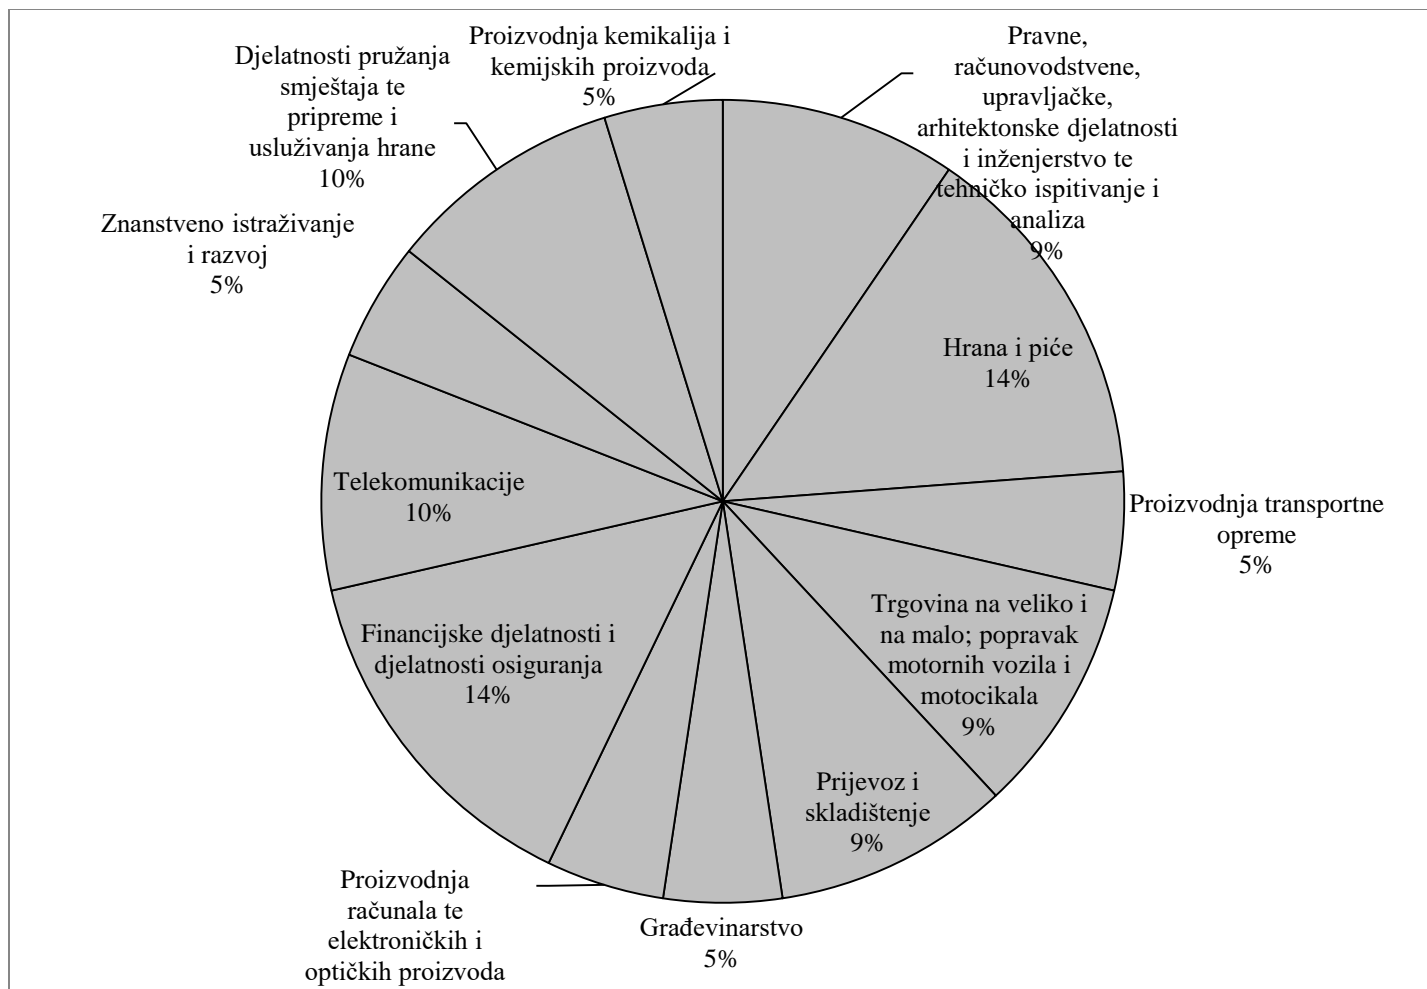 Proizvodnja kemikalija i
kemijskih proizvoda
5%
Pravne,
računovodstvene,
upravljačke,
arhitektonske djelatnosti
i inženjerstvo te
tehničko ispitivanje i
analiza
9%
Hrana i piće
14%
Proizvodnja transportne
opreme
5%
Trgovina na veliko i
na malo; popravak
motornih vozila i
motocikala
9%
Prijevoz i
skladištenje
9%
Građevinarstvo
5%
Proizvodnja
računala te
elektroničkih i
optičkih proizvoda
Financijske djelatnosti i
djelatnosti osiguranja
14%
Telekomunikacije
10%
Znanstveno istraživanje
i razvoj
5%
Djelatnosti pružanja
smještaja te
pripreme i
usluživanja hrane
10%